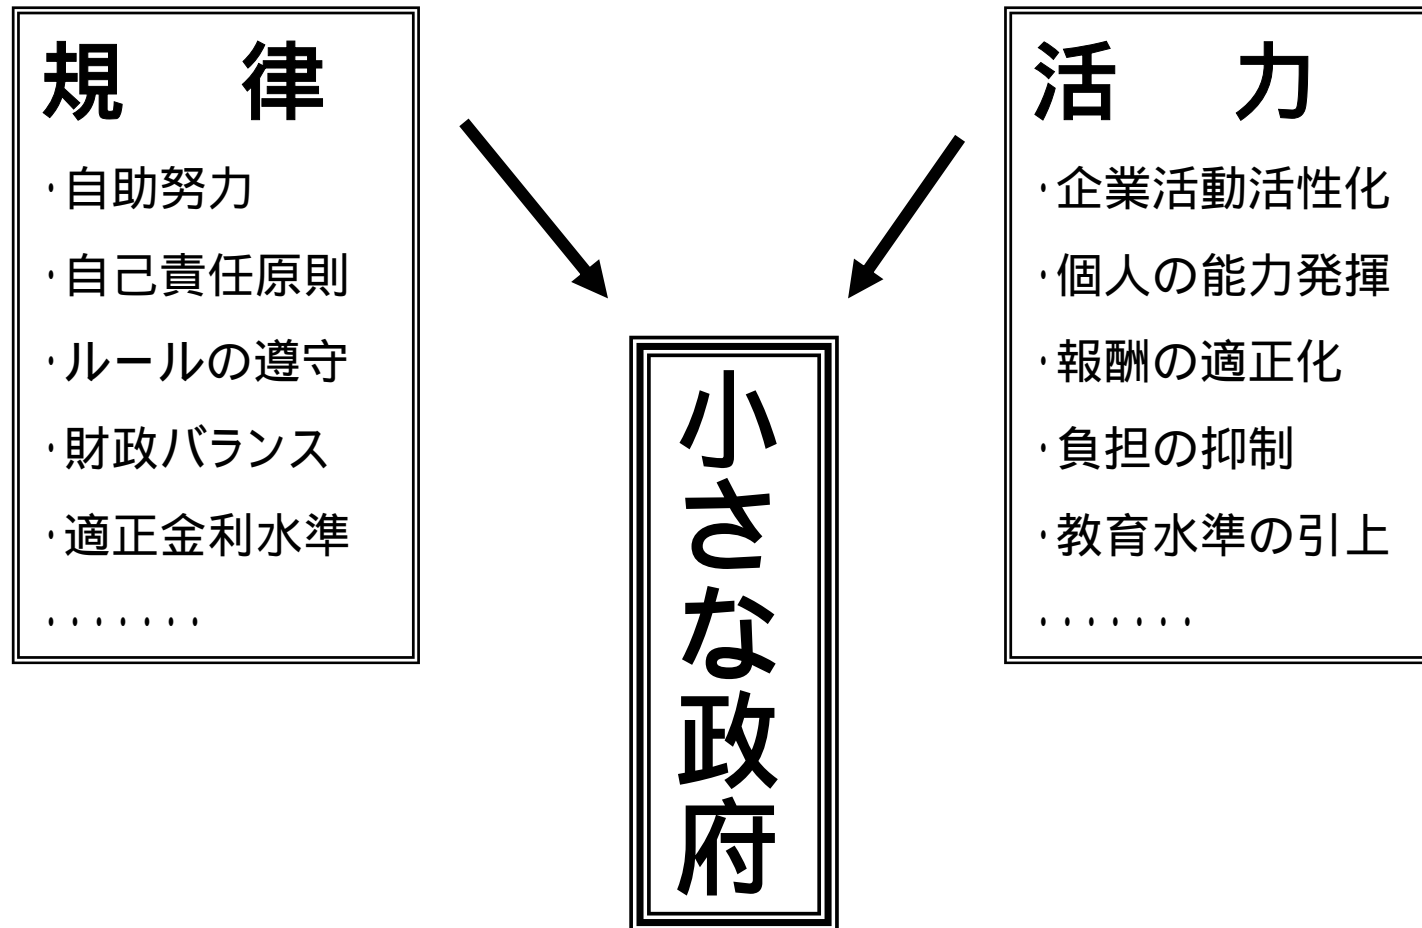 規　律
・自助努力
・自己責任原則
・ルールの遵守
・財政バランス
・適正金利水準
・・・・・・・
活　力
・企業活動活性化
・個人の能力発揮
・報酬の適正化
・負担の抑制
・教育水準の引上
・・・・・・・
小さな政府